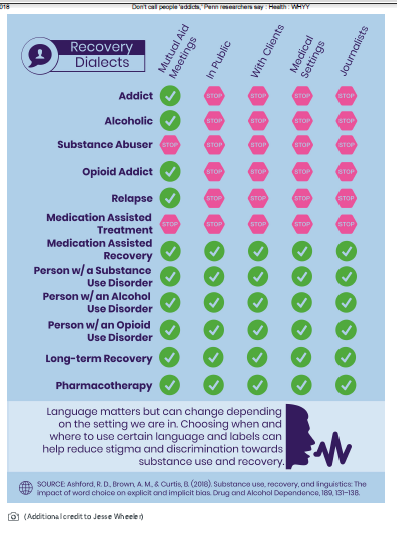 018
Don't call people 'addicts,' Penn researchers say : Health : WHYY
Recovery
Dialects
Mutual Aid
Meetings
In Public
With Clients
Medical
Settings
Journalists
Addict
STOP STOP STOP STOP
Alcoholic
STOP STOP STOP STOP
Substance Abuser
STOP STOP STOP STOP STOP
Opioid Addict
STOP STOP STOP STOP
Relapse
STOP STOP STOP STOP
Medication Assisted
Treatment
STOP STOP STOP STOP STOP
Medication Assisted
Recovery
Person w/ a Substance
Use Disorder
Person w/ an Alcohol
Use Disorder
Person w/ an Opioid
Use Disorder
Long-term Recovery
Pharmacotherapy
Language matters but can change depending
on the setting we are in. Choosing when and
where to use certain language and labels can
help reduce stigma and discrimination towards
substance use and recovery.
SOURCE: Ashford, R. D., Brown, A. M., & Curtis, B. (2018). Substance use, recovery, and linguistics: The
impact of word choice on explicit and implicit bias. Drug and Alcohol Dependence, 189, 131-138.
(Additional credit to Jesse Wheeler)